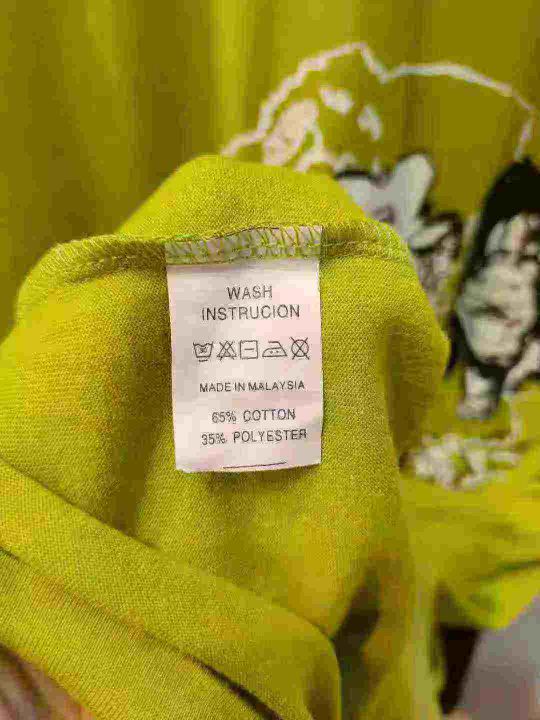 WASH
INSTRUCION
MADE IN MALAYSIA
65% COTTON
35% POLYESTER